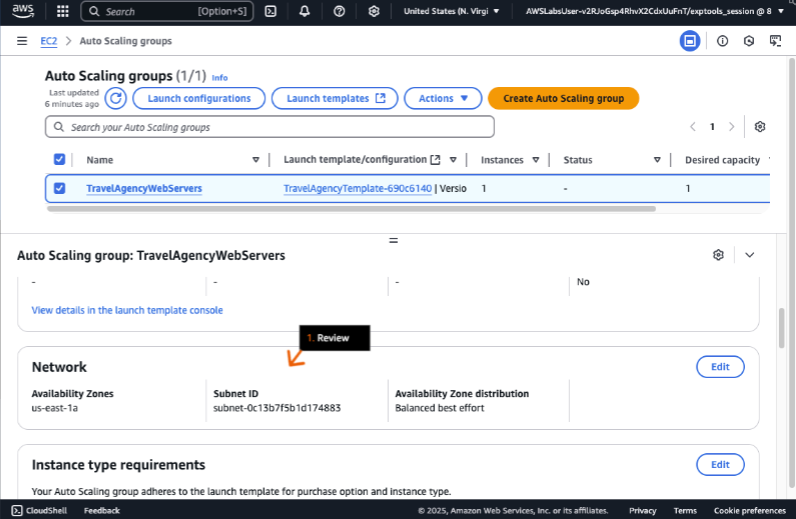 aws
Search [Option+S]
United States (N. Virgi
AWSLabsUser-v2RJoGsp4RhvX2CdxUuFnT/exptools_session @ 8
EC2 > Auto Scaling groups
Auto Scaling groups (1/1) Info
Last updated
6 minutes ago
Launch configurations
Launch templates
Actions
Create Auto Scaling group
Search your Auto Scaling groups
1
Name
Launch template/configuration
Instances
Status
Desired capacity
TravelAgencyWebServers
TravelAgencyTemplate-690c6140 | Versio
1
-
1
Auto Scaling group: TravelAgencyWebServers
-
-
-
No
View details in the launch template console
1. Review
Network
Edit
Availability Zones
us-east-1a
Subnet ID
subnet-0c13b7f5b1d174883
Availability Zone distribution
Balanced best effort
Instance type requirements
Edit
Your Auto Scaling group adheres to the launch template for purchase option and instance type.
CloudShell
Feedback
© 2025, Amazon Web Services, Inc. or its affiliates.
Privacy
Terms
Cookie preferences